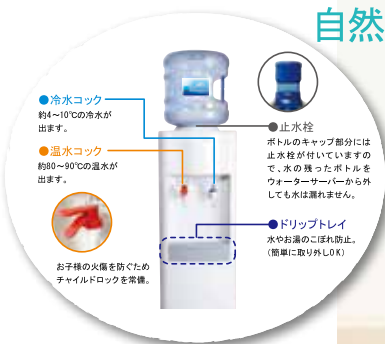 自然
●冷水コック
約4〜10℃の冷水が
出ます。
●温水コック
約80〜90℃の温水が
出ます。
お子様の火傷を防ぐため
チャイルドロックを常備。
●止水栓
ボトルのキャップ部分には
止水栓が付いていますの
で、水の残ったボトルを
ウォーターサーバーから外
しても水は漏れません。
●ドリップトレイ
水やお湯のこぼれ防止。
(簡単に取り外しOK)